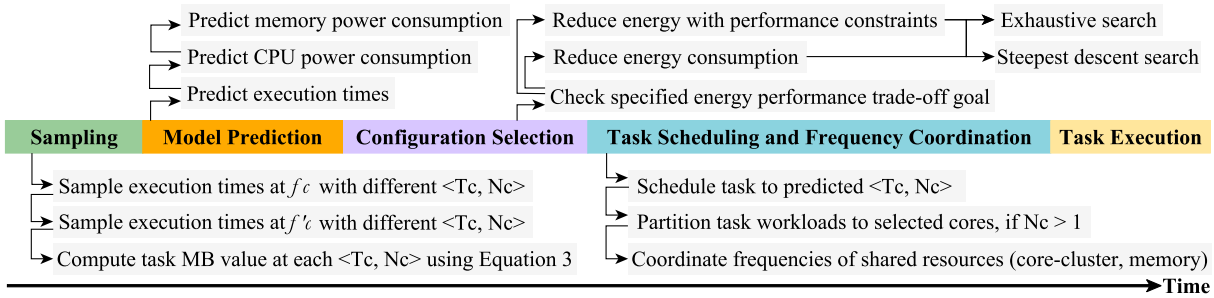 Predict memory power consumption
Predict CPU power consumption
Predict execution times
Reduce energy with performance constraints
Reduce energy consumption
Check specified energy performance trade-off goal
Exhaustive search
Steepest descent search
Sampling
Model Prediction
Configuration Selection
Task Scheduling and Frequency Coordination
Task Execution
Sample execution times at fc with different <Tc, Nc>
Sample execution times at f'c with different <Tc, Nc>
Compute task MB value at each <Tc, Nc> using Equation 3
Schedule task to predicted <Tc, Nc>
Partition task workloads to selected cores, if Nc > 1
Coordinate frequencies of shared resources (core-cluster, memory)
Time